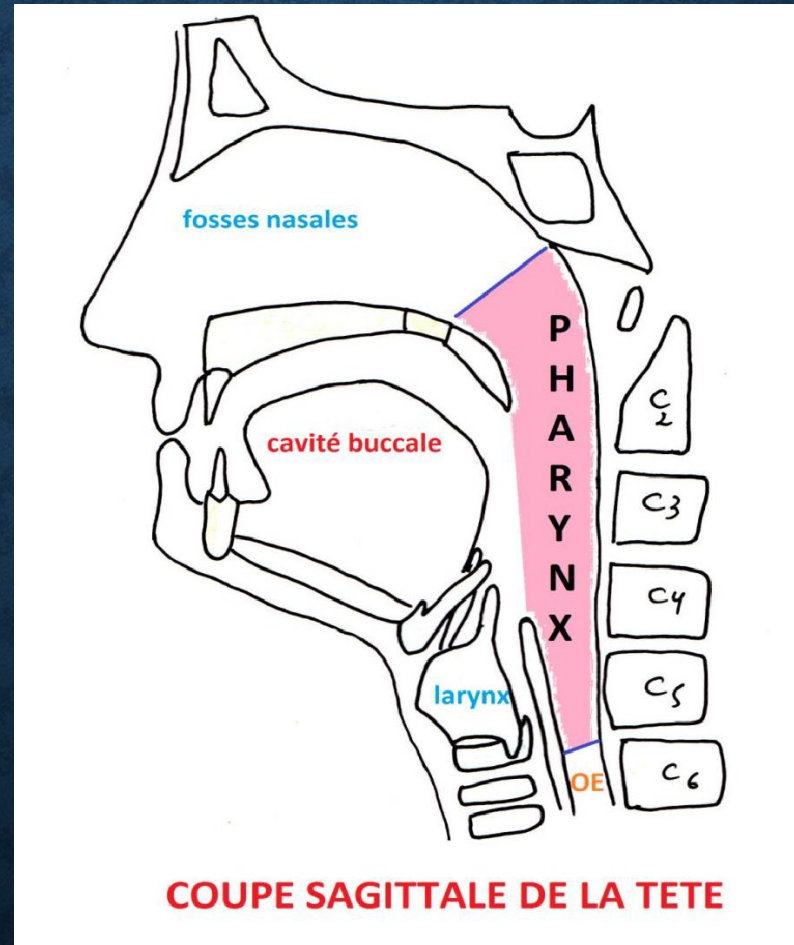 fosses nasales
P
H
A
R
Y
N
X
C2
cavité buccale
C3
C4
larynx
C5
OE
C6
COUPE SAGITTALE DE LA TETE